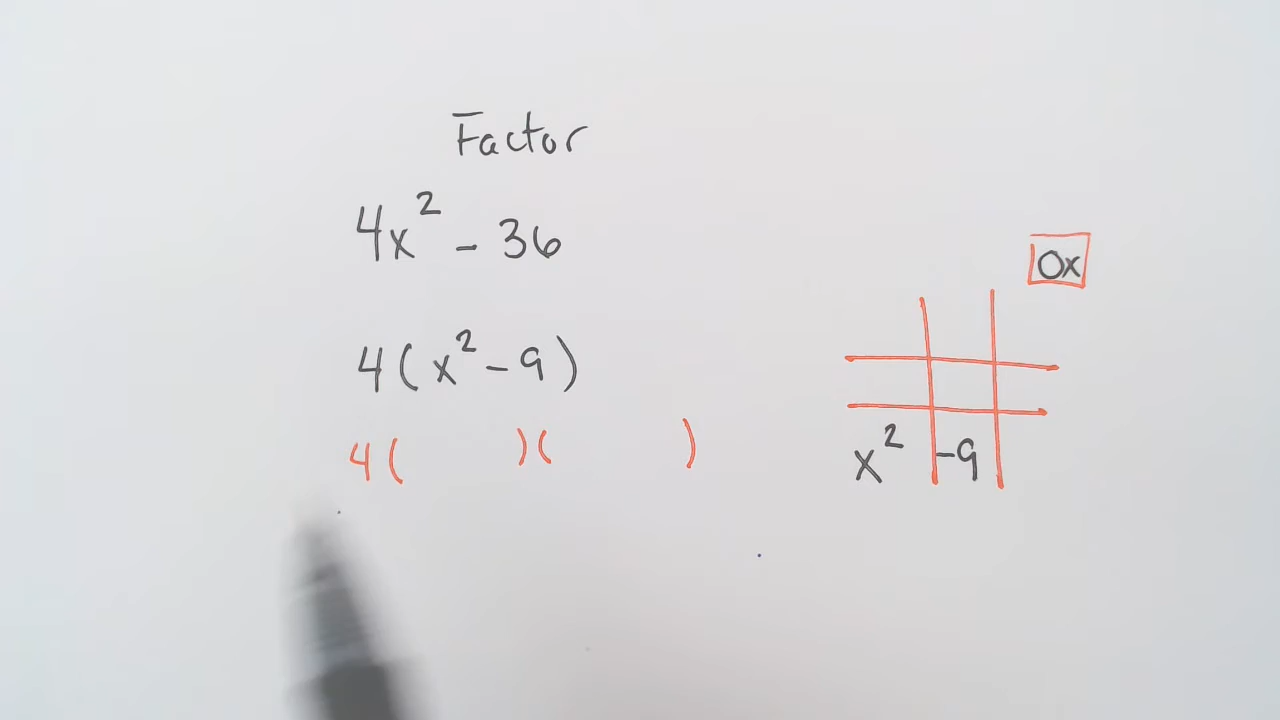 Factor
4x² - 36
4(x² - 9)
4(          )(          )
0x
x² -9